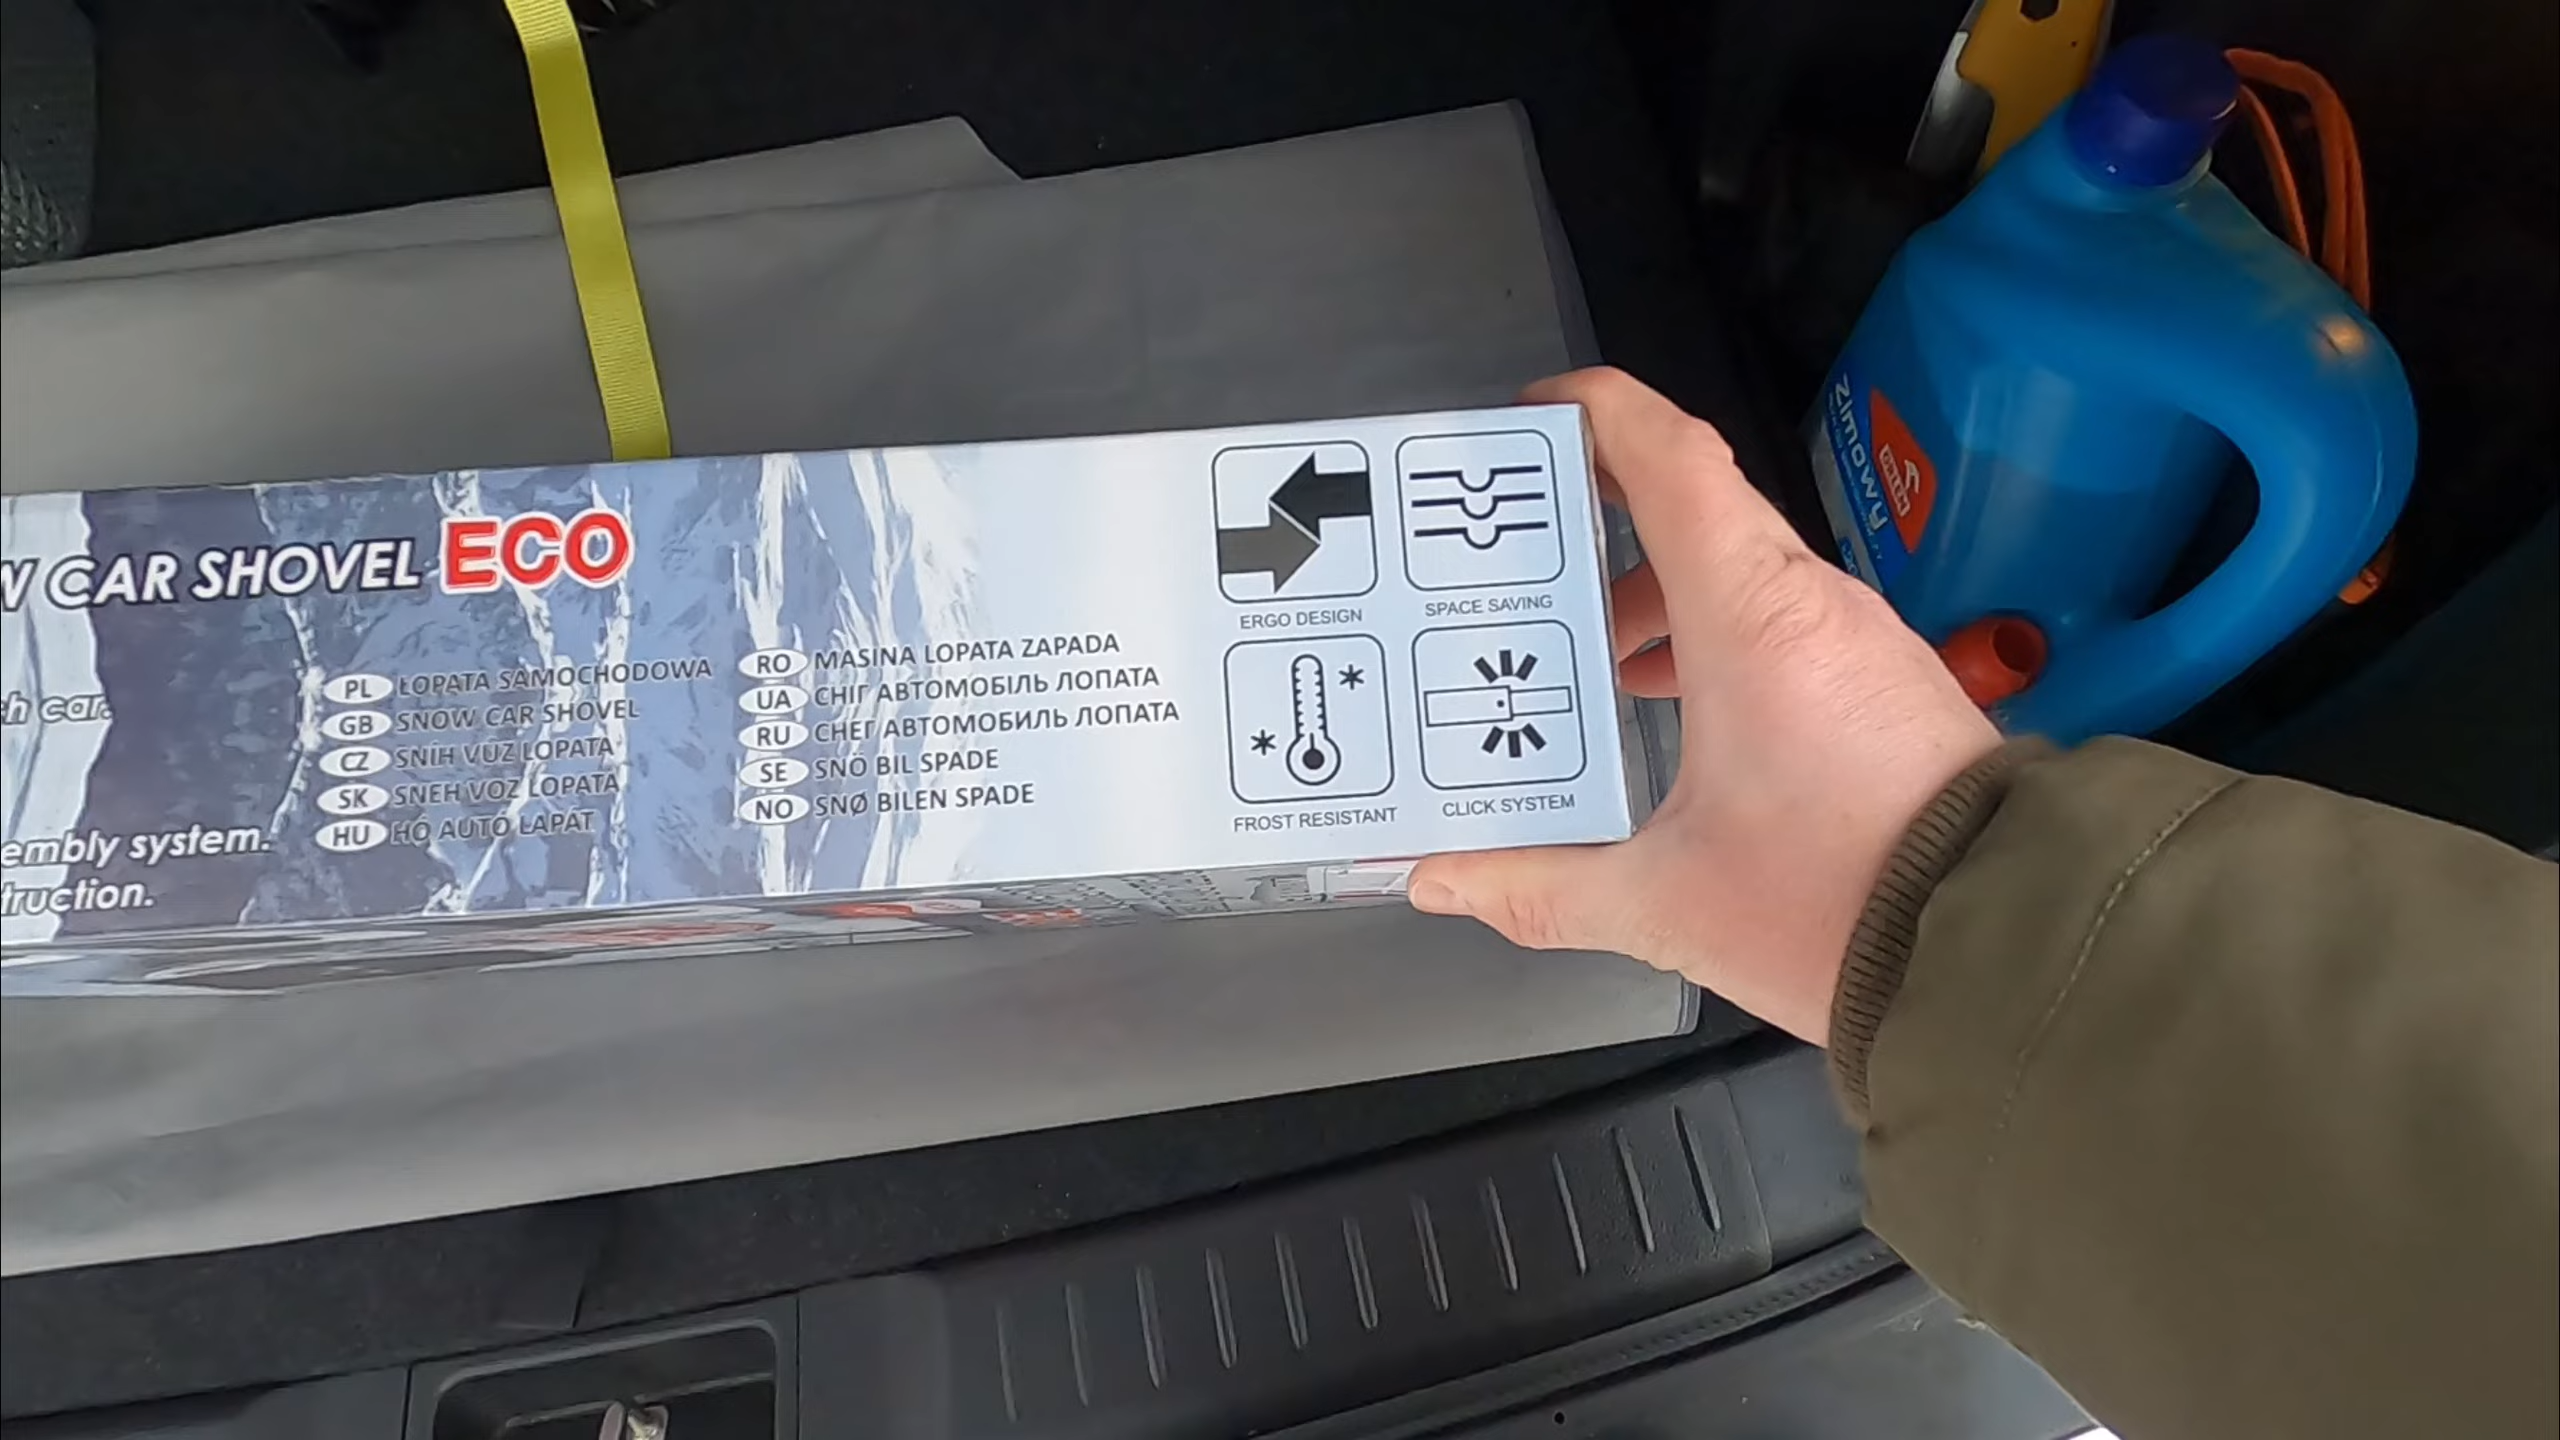 CAR SHOVEL ECO
car.
system.
PL ŁOPATA SAMOCHODOWA
GB SNOW CAR SHOVEL
CZ SNÍH VŮZ LOPATA
SK SNEH VOZ LOPATA
HU HÓ AUTÓ LAPÁT
RO MASINA LOPATA ZAPADA
UA СНІГ АВТОМОБІЛЬ ЛОПАТА
RU СНЕГ АВТОМОБИЛЬ ЛОПАТА
SE SNÖ BIL SPADE
NO SNØ BILEN SPADE
ERGO DESIGN
SPACE SAVING
FROST RESISTANT
CLICK SYSTEM
zimowy
ORLEN